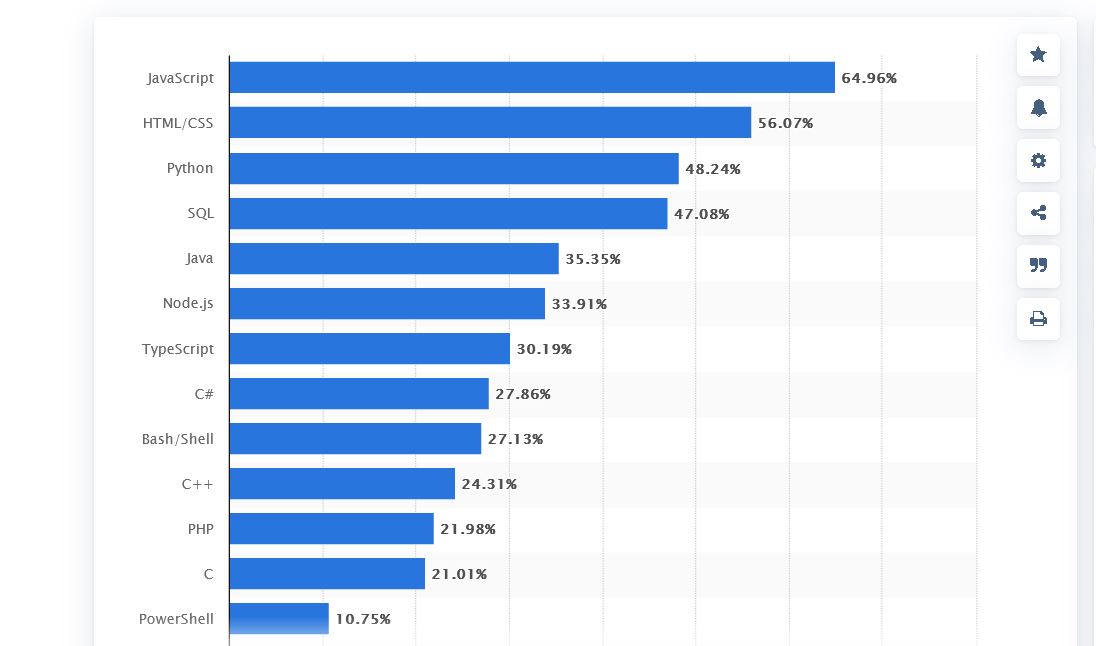 JavaScript 64.96%
HTML/CSS 56.07%
Python 48.24%
SQL 47.08%
Java 35.35%
Node.js 33.91%
TypeScript 30.19%
C# 27.86%
Bash/Shell 27.13%
C++ 24.31%
PHP 21.98%
C 21.01%
PowerShell 10.75%